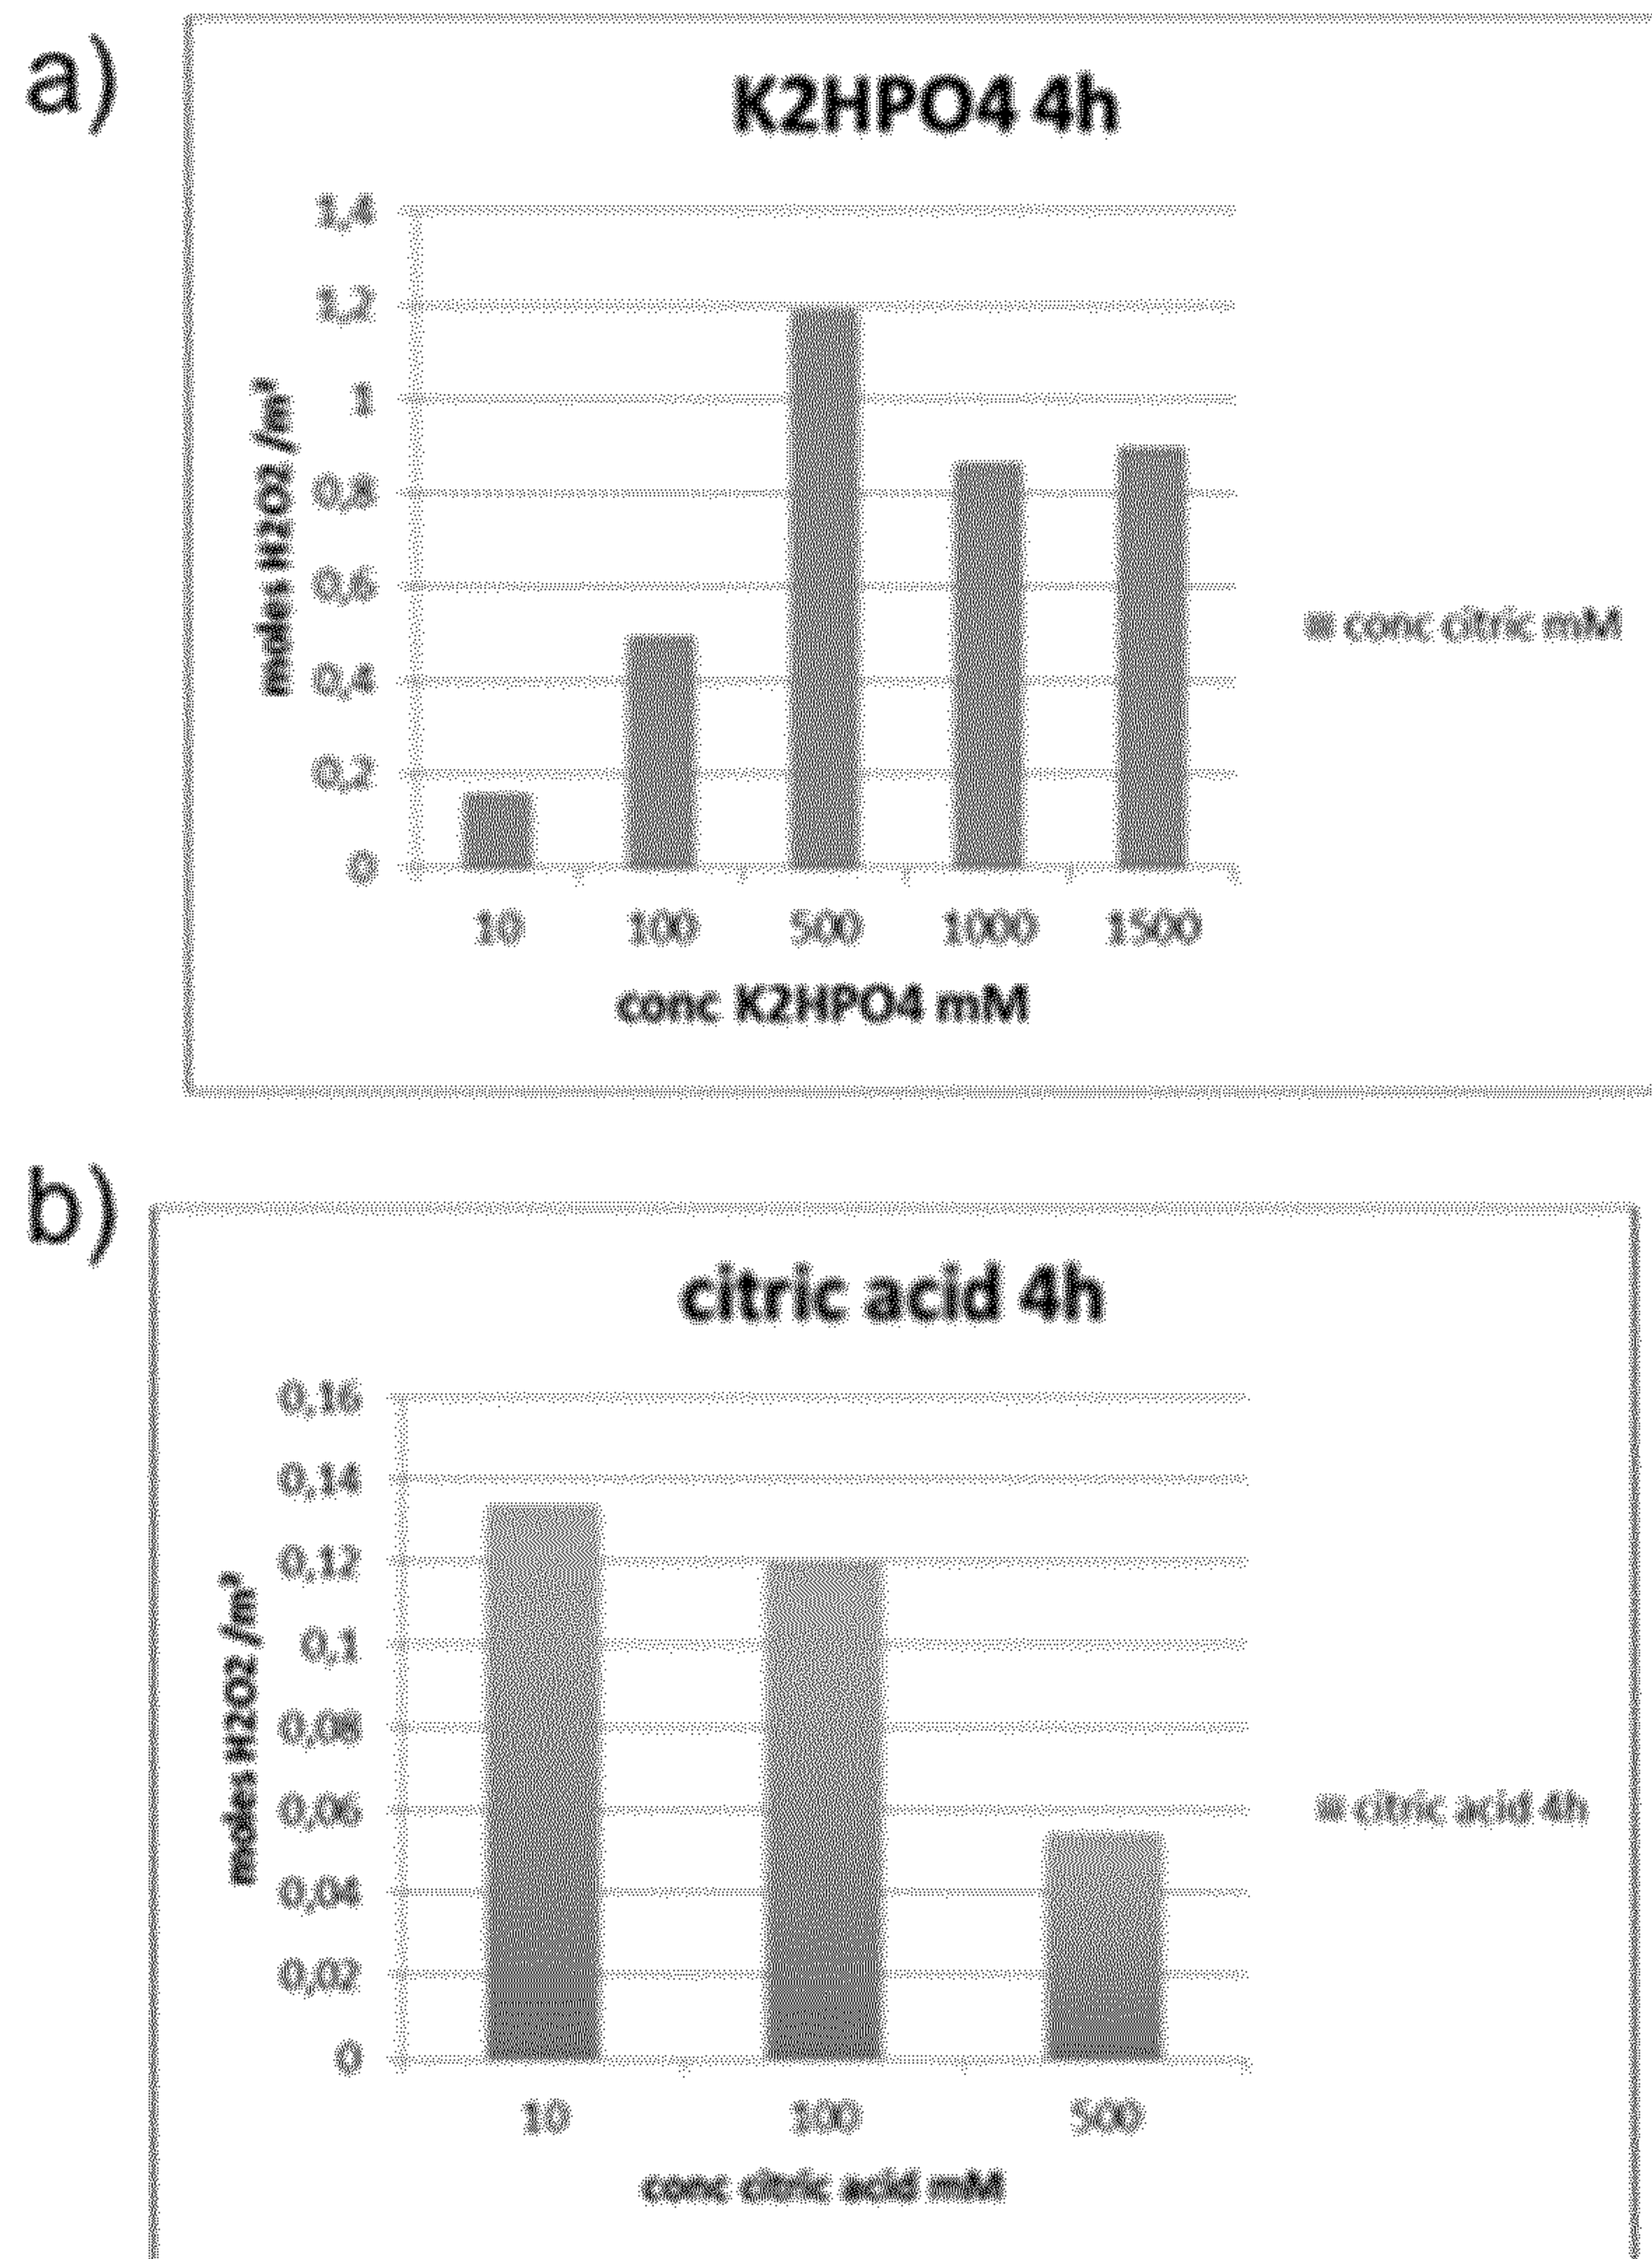 a)
K2HPO4 4h
1,4
1,2
1
0,8
0,6
0,4
0,2
0
moles H2O2 /m³
10 100 500 1000 1500
conc K2HPO4 mM
conc citric mM
b)
citric acid 4h
0,16
0,14
0,12
0,1
0,08
0,06
0,04
0,02
0
moles H2O2 /m³
10 100 500
conc citric acid mM
citric acid 4h